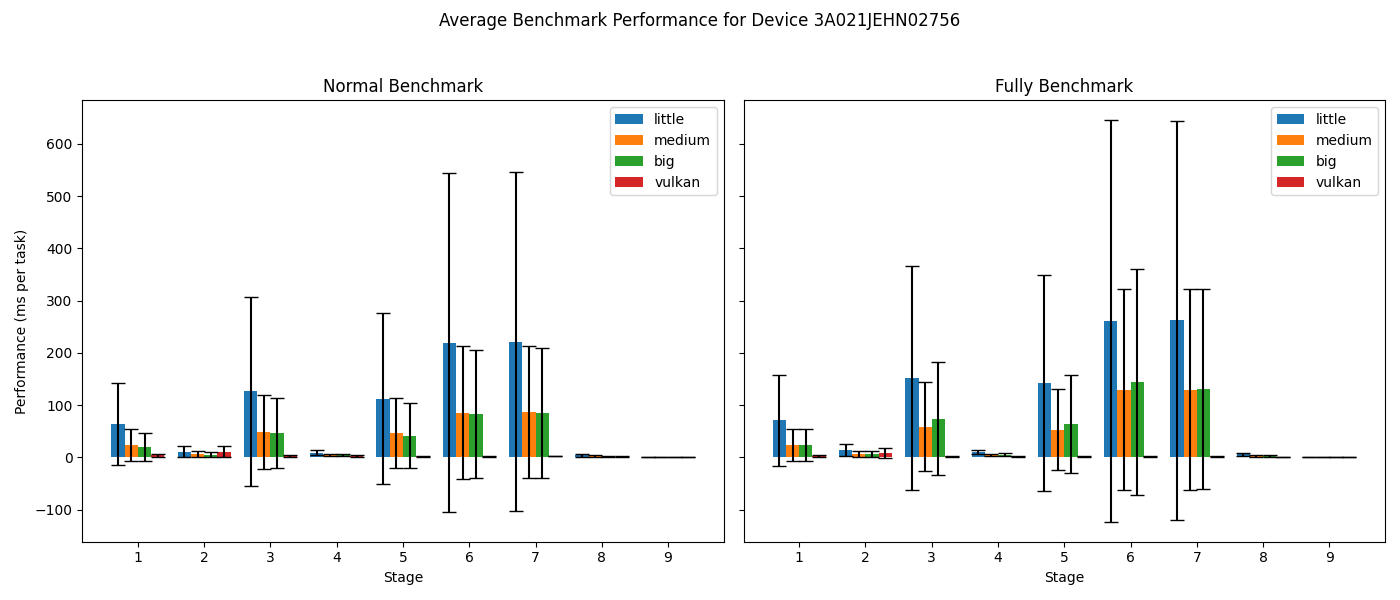 Average Benchmark Performance for Device 3A021JEHN02756
Normal Benchmark
Performance (ms per task)
600
500
400
300
200
100
0
−100
little
medium
big
vulkan
1 2 3 4 5 6 7 8 9
Stage
Fully Benchmark
little
medium
big
vulkan
1 2 3 4 5 6 7 8 9
Stage